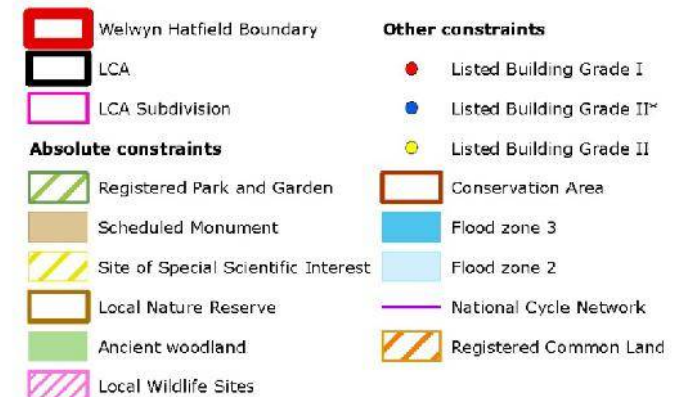 Welwyn Hatfield Boundary
LCA
LCA Subdivision
Absolute constraints
Registered Park and Garden
Scheduled Monument
Site of Special Scientific Interest
Local Nature Reserve
Ancient woodland
Local Wildlife Sites
Other constraints
Listed Building Grade I
Listed Building Grade II*
Listed Building Grade II
Conservation Area
Flood zone 3
Flood zone 2
National Cycle Network
Registered Common Land